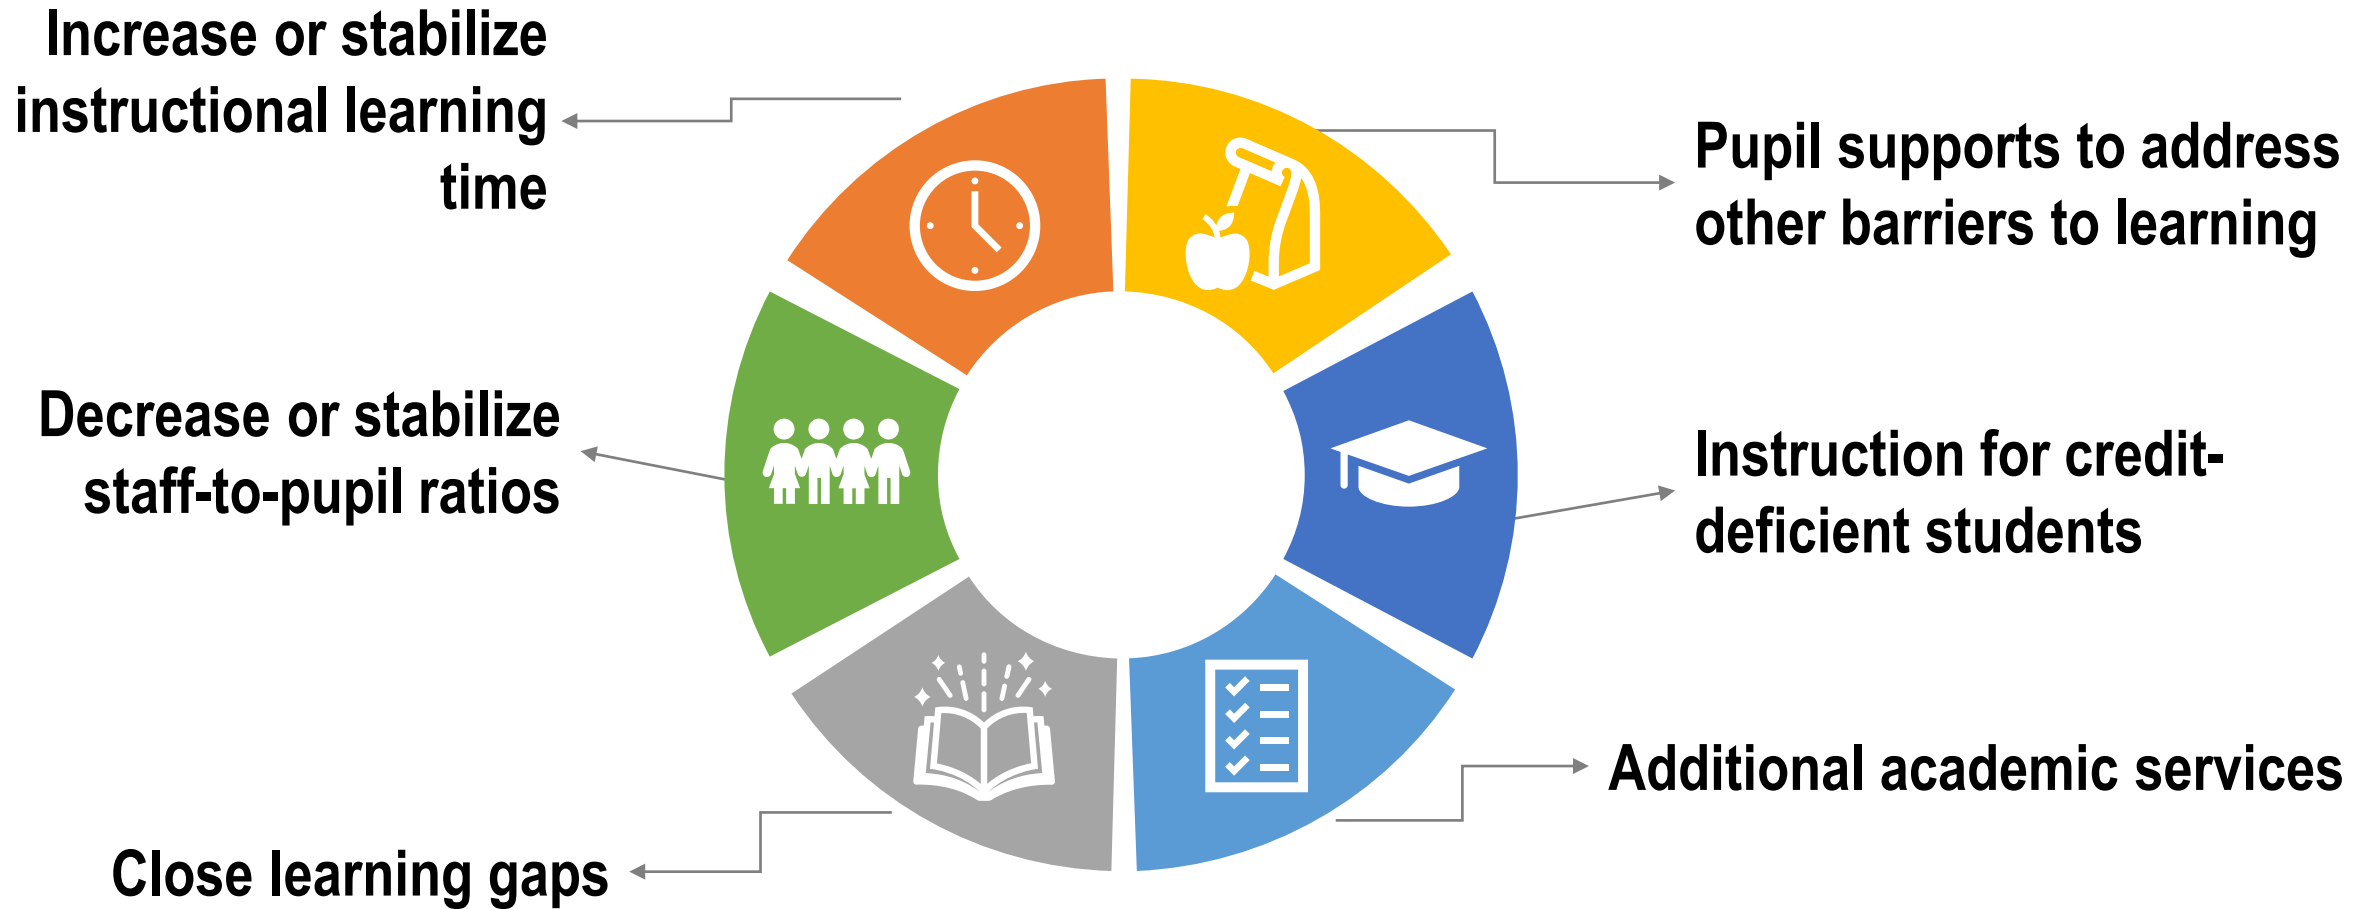 Increase or stabilize
instructional learning
time
Pupil supports to address
other barriers to learning
Decrease or stabilize
staff-to-pupil ratios
Instruction for credit-
deficient students
Close learning gaps
Additional academic services